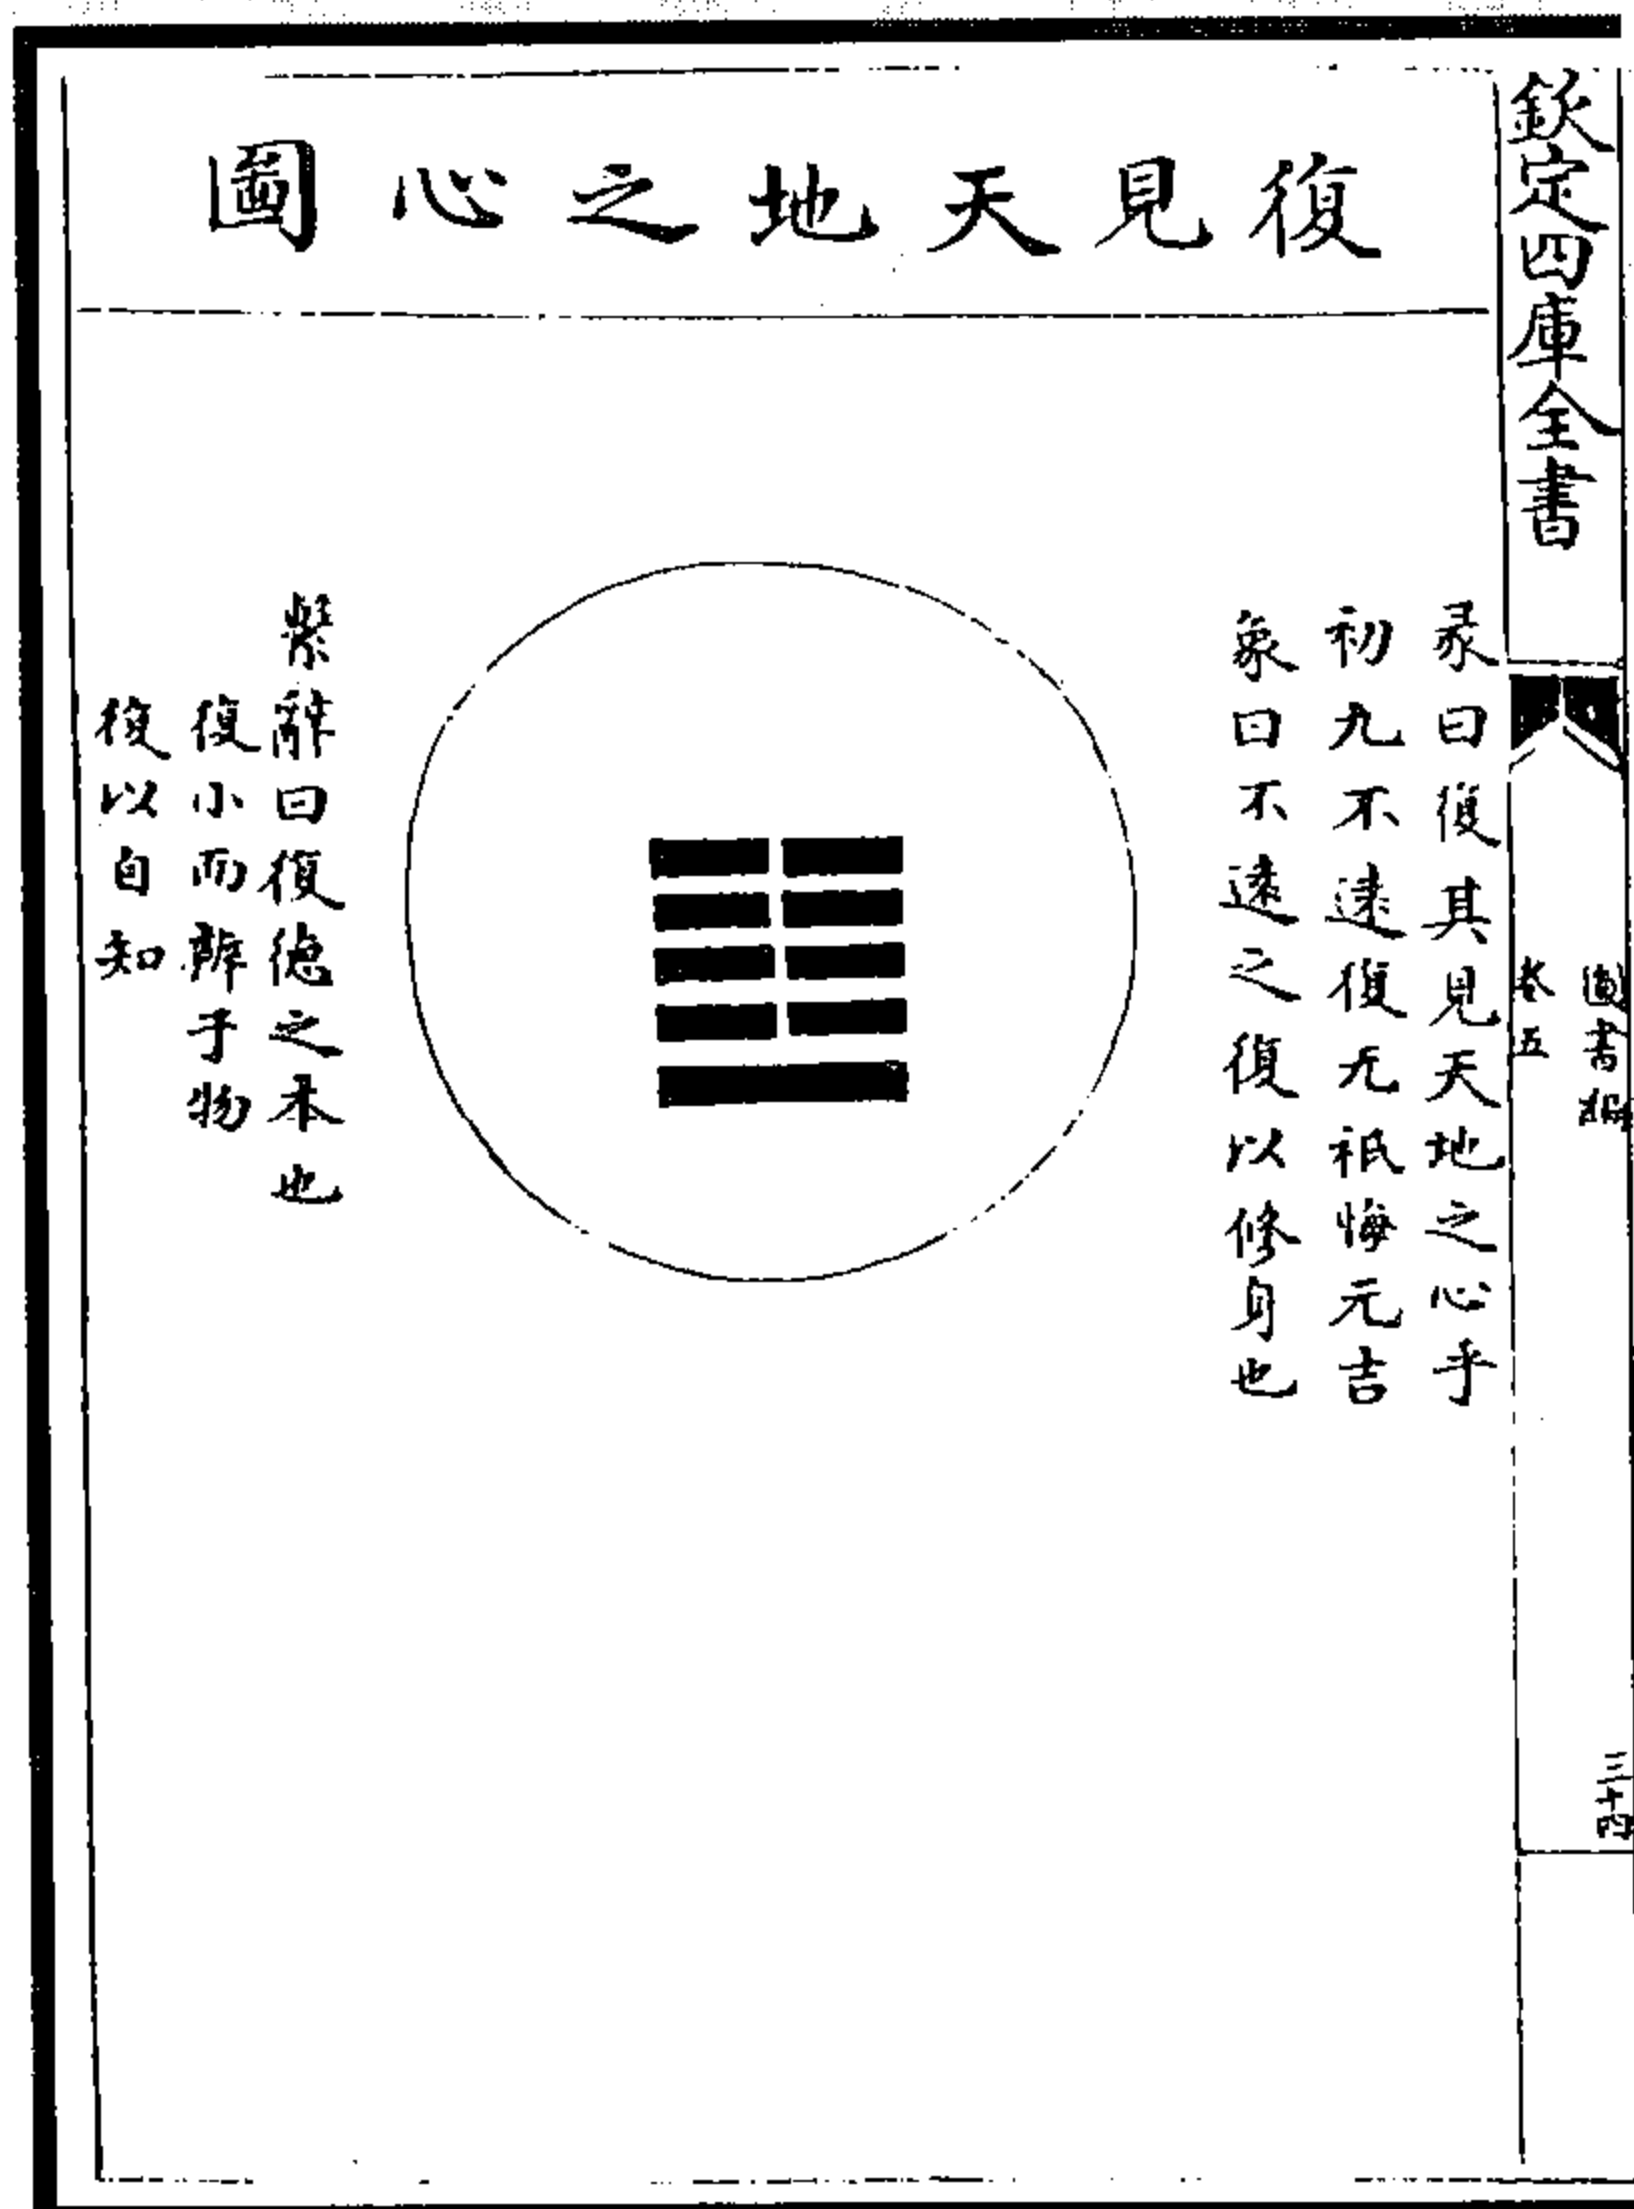 欽定四庫全書
圖書編
卷五
三十四
復見天地之心圖
彖曰復其見天地之心乎
初九不遠復无祇悔元吉
象曰不遠之復以修身也
繫辭曰復德之本也
復小而辨于物
復以自知